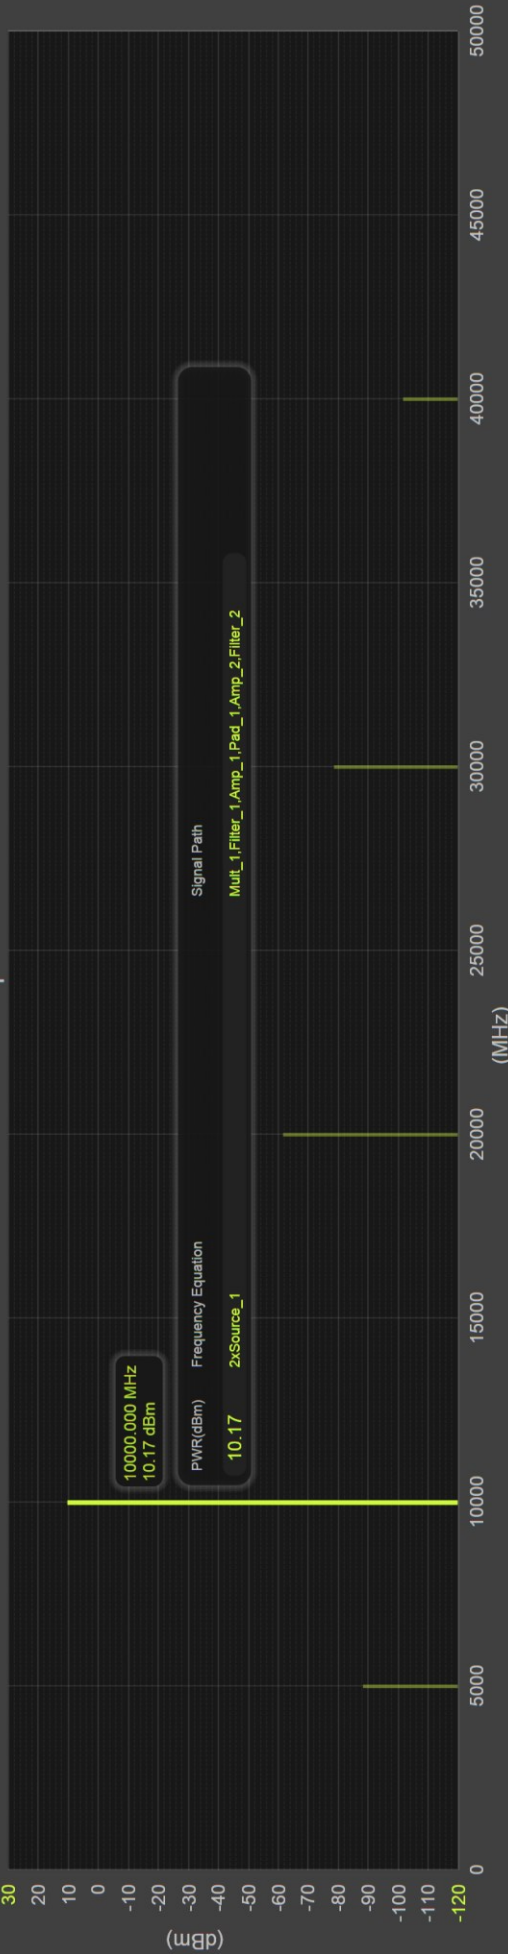 (dBm)
30
20
10
0
-10
-20
-30
-40
-50
-60
-70
-80
-90
-100
-110
-120
10000.000 MHz
10.17 dBm
PWR(dBm) Frequency Equation Signal Path
10.17 2xSource_1 Mult_1,Filter_1,Amp_1,Pad_1,Amp_2,Filter_2
0 5000 10000 15000 20000 25000 30000 35000 40000 45000 50000
(MHz)